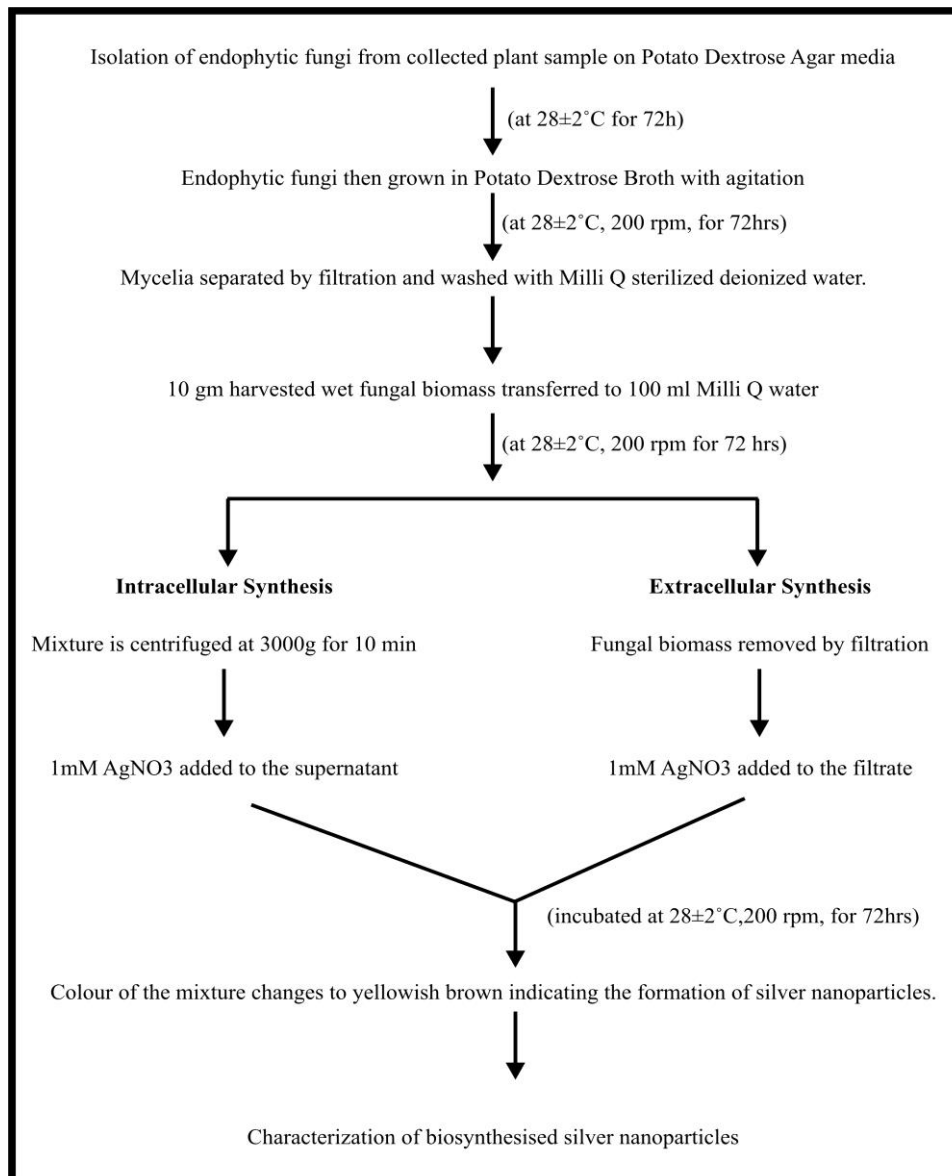 Isolation of endophytic fungi from collected plant sample on Potato Dextrose Agar media
(at 28±2˚C for 72h)
Endophytic fungi then grown in Potato Dextrose Broth with agitation
(at 28±2˚C, 200 rpm, for 72hrs)
Mycelia separated by filtration and washed with Milli Q sterilized deionized water.
10 gm harvested wet fungal biomass transferred to 100 ml Milli Q water
(at 28±2˚C, 200 rpm for 72 hrs)
Intracellular Synthesis
Mixture is centrifuged at 3000g for 10 min
1mM AgNO3 added to the supernatant
Extracellular Synthesis
Fungal biomass removed by filtration
1mM AgNO3 added to the filtrate
(incubated at 28±2˚C,200 rpm, for 72hrs)
Colour of the mixture changes to yellowish brown indicating the formation of silver nanoparticles.
Characterization of biosynthesised silver nanoparticles